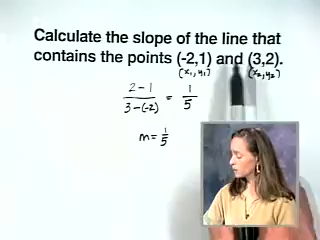 Calculate the slope of the line that
contains the points (-2,1) and (3,2).
(x₁, y₁) (x₂, y₂)
2-1 / 3-(-2) = 1/5
m = 1/5